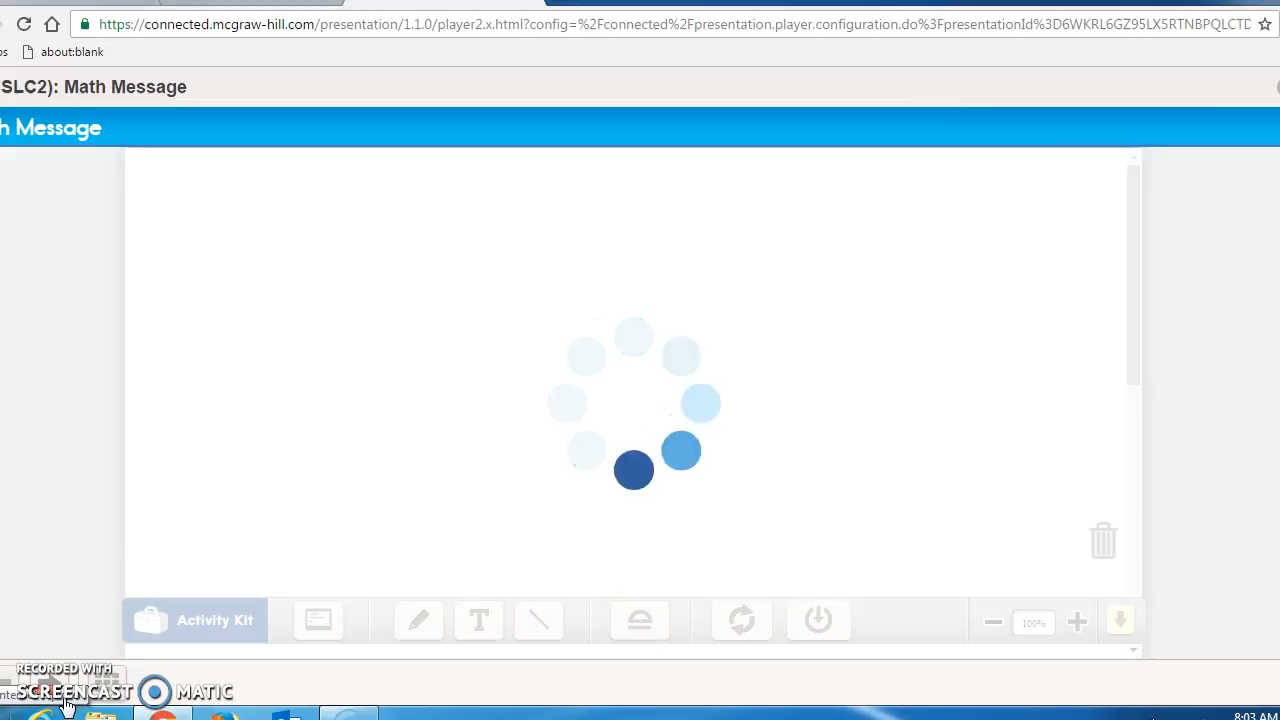 https://connected.mcgraw-hill.com/presentation/1.1.0/player2.x.html?config=%2Fconnected%2Fpresentation.player.configuration.do%3FpresentationId%3D6WKRL6GZ95LX5RTNBPQLCTD
about:blank
SLC2): Math Message
h Message
Activity Kit
T
100%
RECORDED WITH
SCREENCAST MATIC
8:03 AM